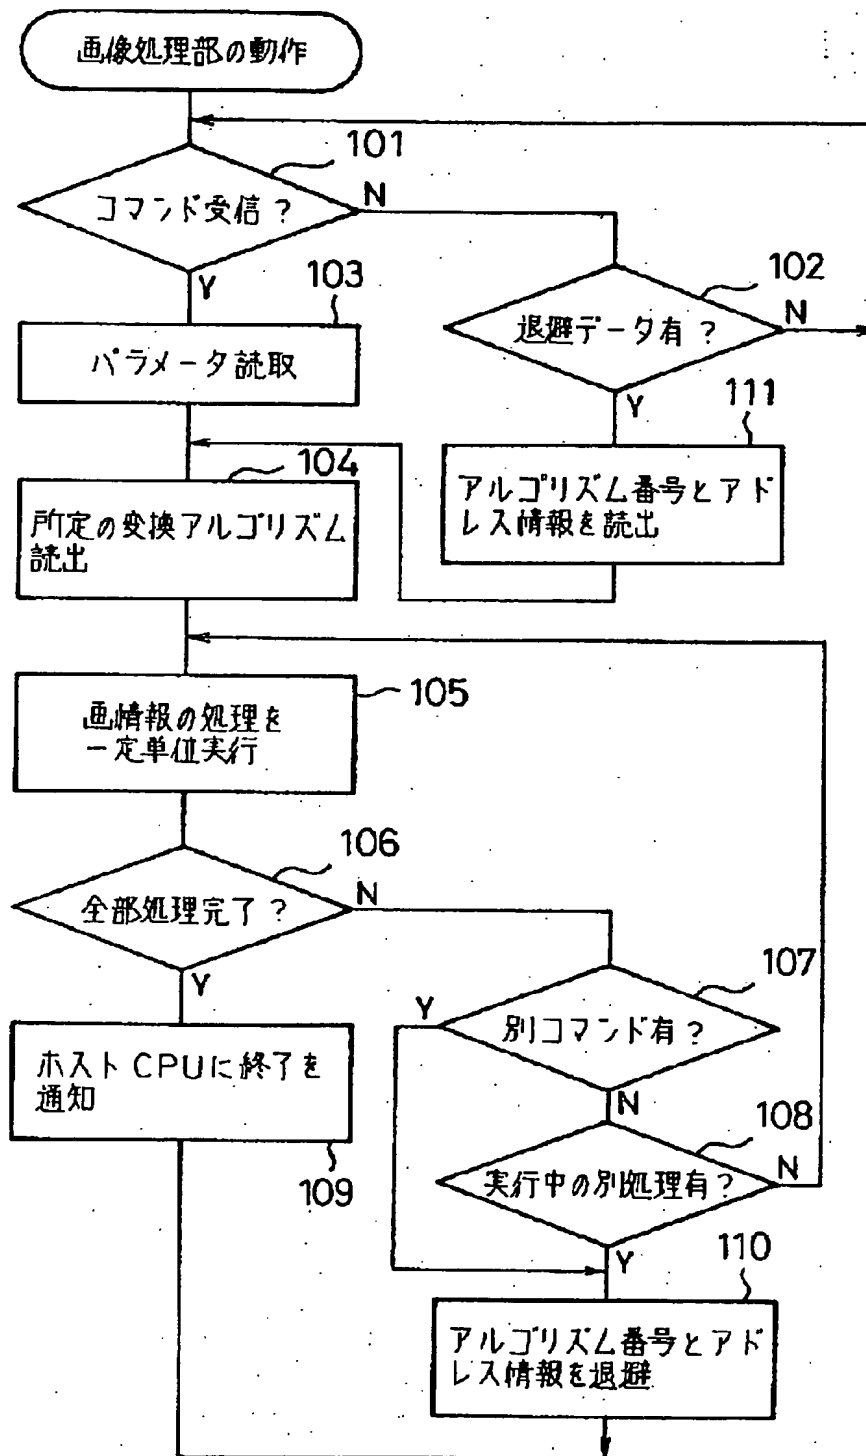 画像処理部の動作
101
コマンド受信？
N
Y
102
退避データ有？
N
Y
103
パラメータ読取
111
アルゴリズム番号とアド
レス情報を読出
104
所定の変換アルゴリズム
読出
105
画情報の処理を
一定単位実行
106
全部処理完了？
N
Y
107
別コマンド有？
Y
N
108
実行中の別処理有？
N
Y
ホストCPUに終了を
通知
109
110
アルゴリズム番号とアド
レス情報を退避